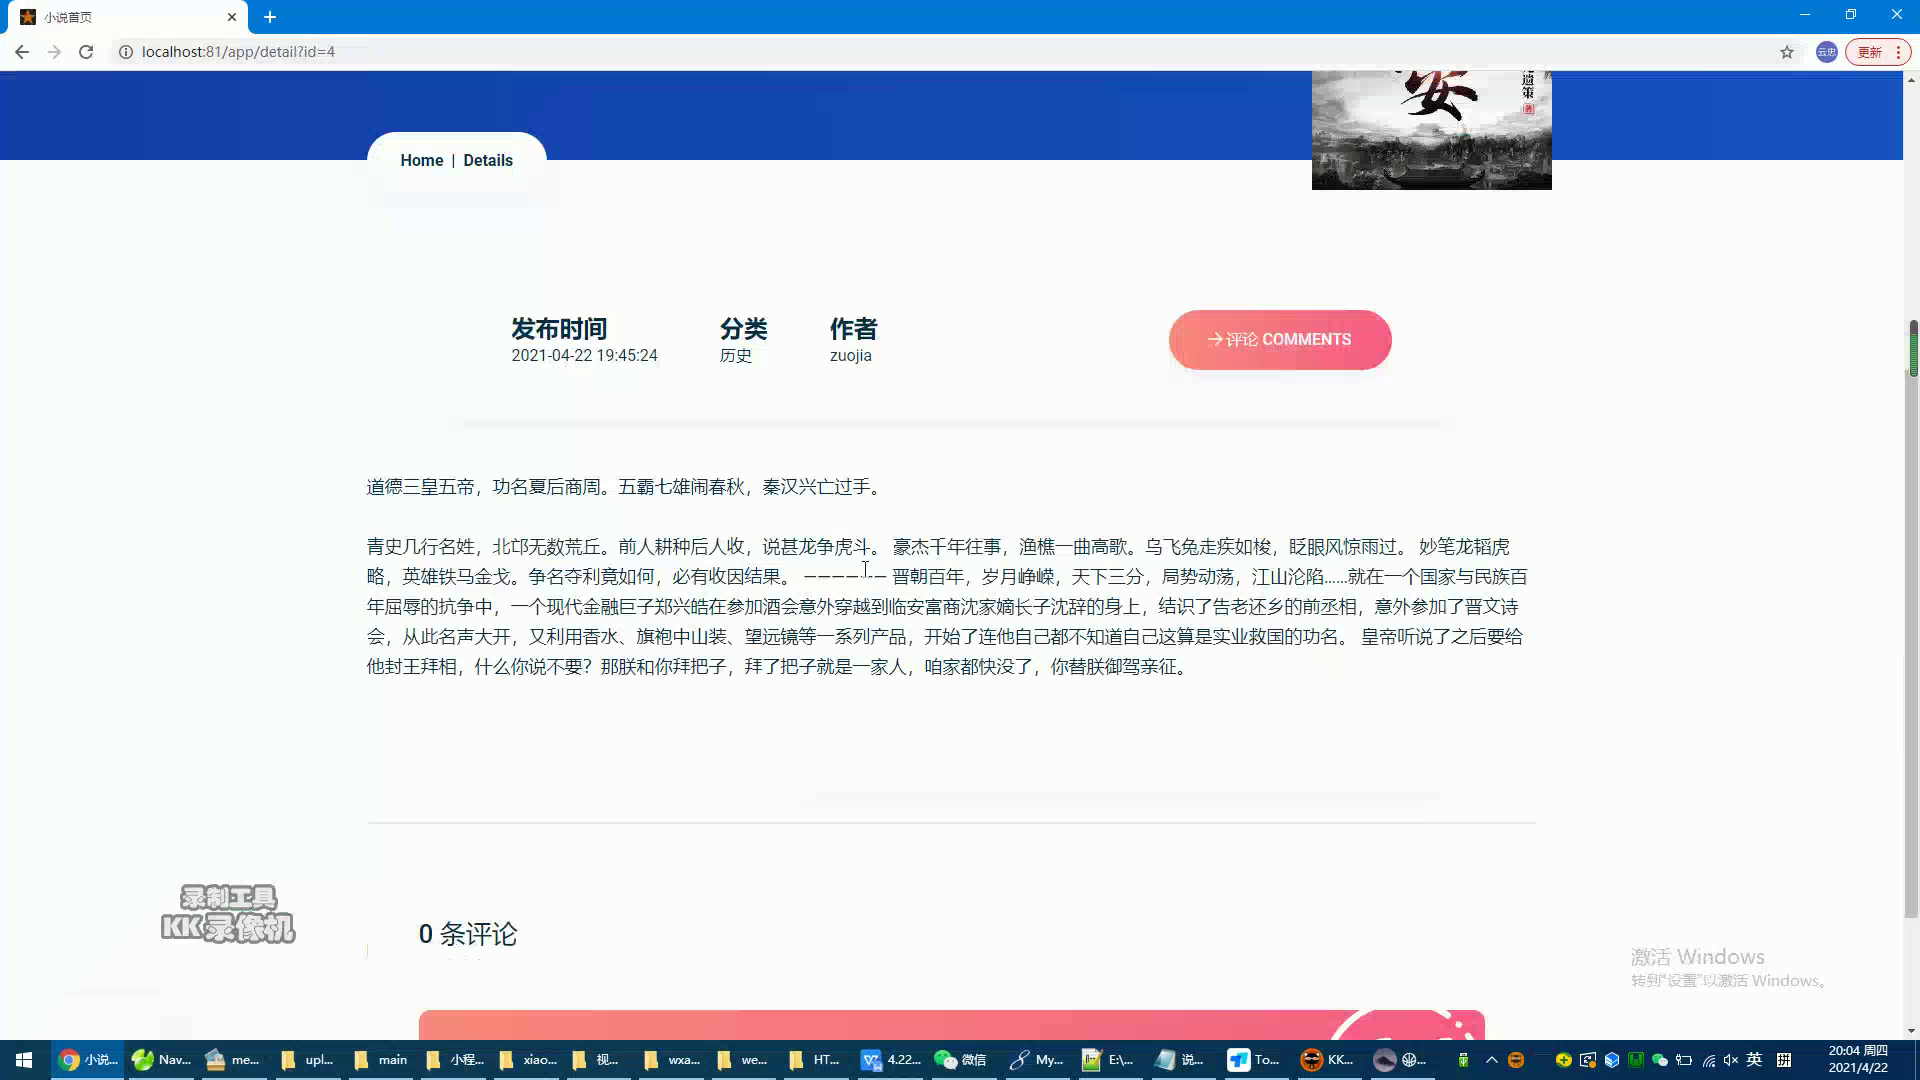 小说首页
localhost:81/app/detail?id=4
云忠
更新
安
遗策
Home | Details
发布时间
分类
作者
2021-04-22 19:45:24
历史
zuojia
评论 COMMENTS
道德三皇五帝，功名夏后商周。五霸七雄闹春秋，秦汉兴亡过手。
青史几行名姓，北邙无数荒丘。前人耕种后人收，说甚龙争虎斗。 豪杰千年往事，渔樵一曲高歌。乌飞兔走疾如梭，眨眼风惊雨过。 妙笔龙韬虎
略，英雄铁马金戈。争名夺利竟如何，必有收因结果。 —————— 晋朝百年，岁月峥嵘，天下三分，局势动荡，江山沦陷……就在一个国家与民族百
年屈辱的抗争中，一个现代金融巨子郑兴皓在参加酒会意外穿越到临安富商沈家嫡长子沈辞的身上，结识了告老还乡的前丞相，意外参加了晋文诗
会，从此名声大开，又利用香水、旗袍中山装、望远镜等一系列产品，开始了连他自己都不知道自己这算是实业救国的功名。 皇帝听说了之后要给
他封王拜相，什么你说不要？那朕和你拜把子，拜了把子就是一家人，咱家都快没了，你替朕御驾亲征。
录制工具
KK录像机
0 条评论
激活 Windows
转到“设置”以激活 Windows。
小说...
Nav...
me...
upl...
main
小程...
xiao...
视...
wxa...
we...
HT...
4.22...
微信
My...
E:\...
说...
To...
KK...
英
拼
20:04 周四
2021/4/22